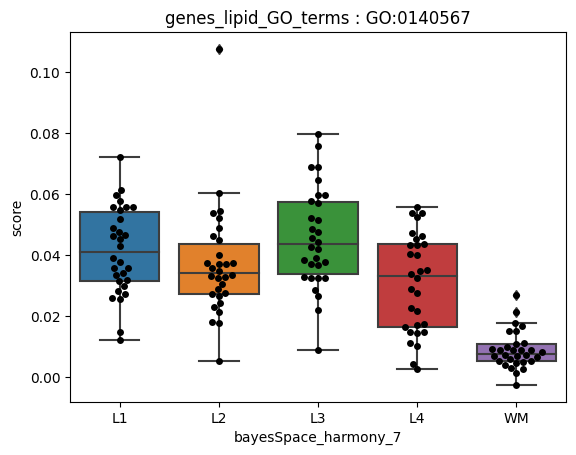 genes_lipid_GO_terms : GO:0140567
0.10
0.08
0.06
0.04
0.02
0.00
score
L1 L2 L3 L4 WM
bayesSpace_harmony_7